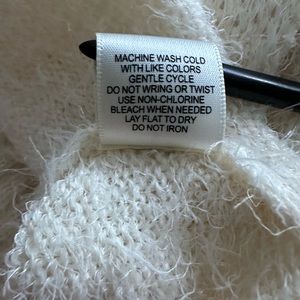 MACHINE WASH COLD
WITH LIKE COLORS
GENTLE CYCLE
DO NOT WRING OR TWIST
USE NON-CHLORINE
BLEACH WHEN NEEDED
LAY FLAT TO DRY
DO NOT IRON